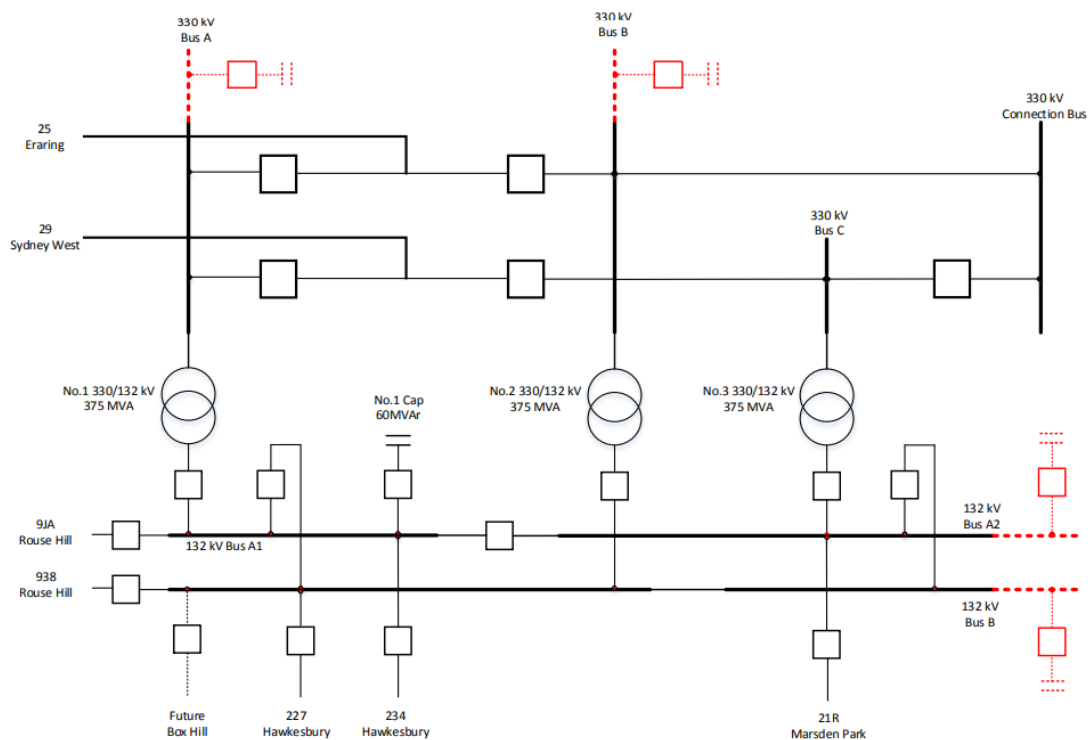 330 kV
Bus A
330 kV
Bus B
25
Eraring
330 kV
Connection Bus
29
Sydney West
330 kV
Bus C
No.1 330/132 kV
375 MVA
No.1 Cap
60MVAr
No.2 330/132 kV
375 MVA
No.3 330/132 kV
375 MVA
9JA
Rouse Hill
132 kV Bus A1
132 kV
Bus A2
938
Rouse Hill
132 kV
Bus B
Future
Box Hill
227
Hawkesbury
234
Hawkesbury
21R
Marsden Park